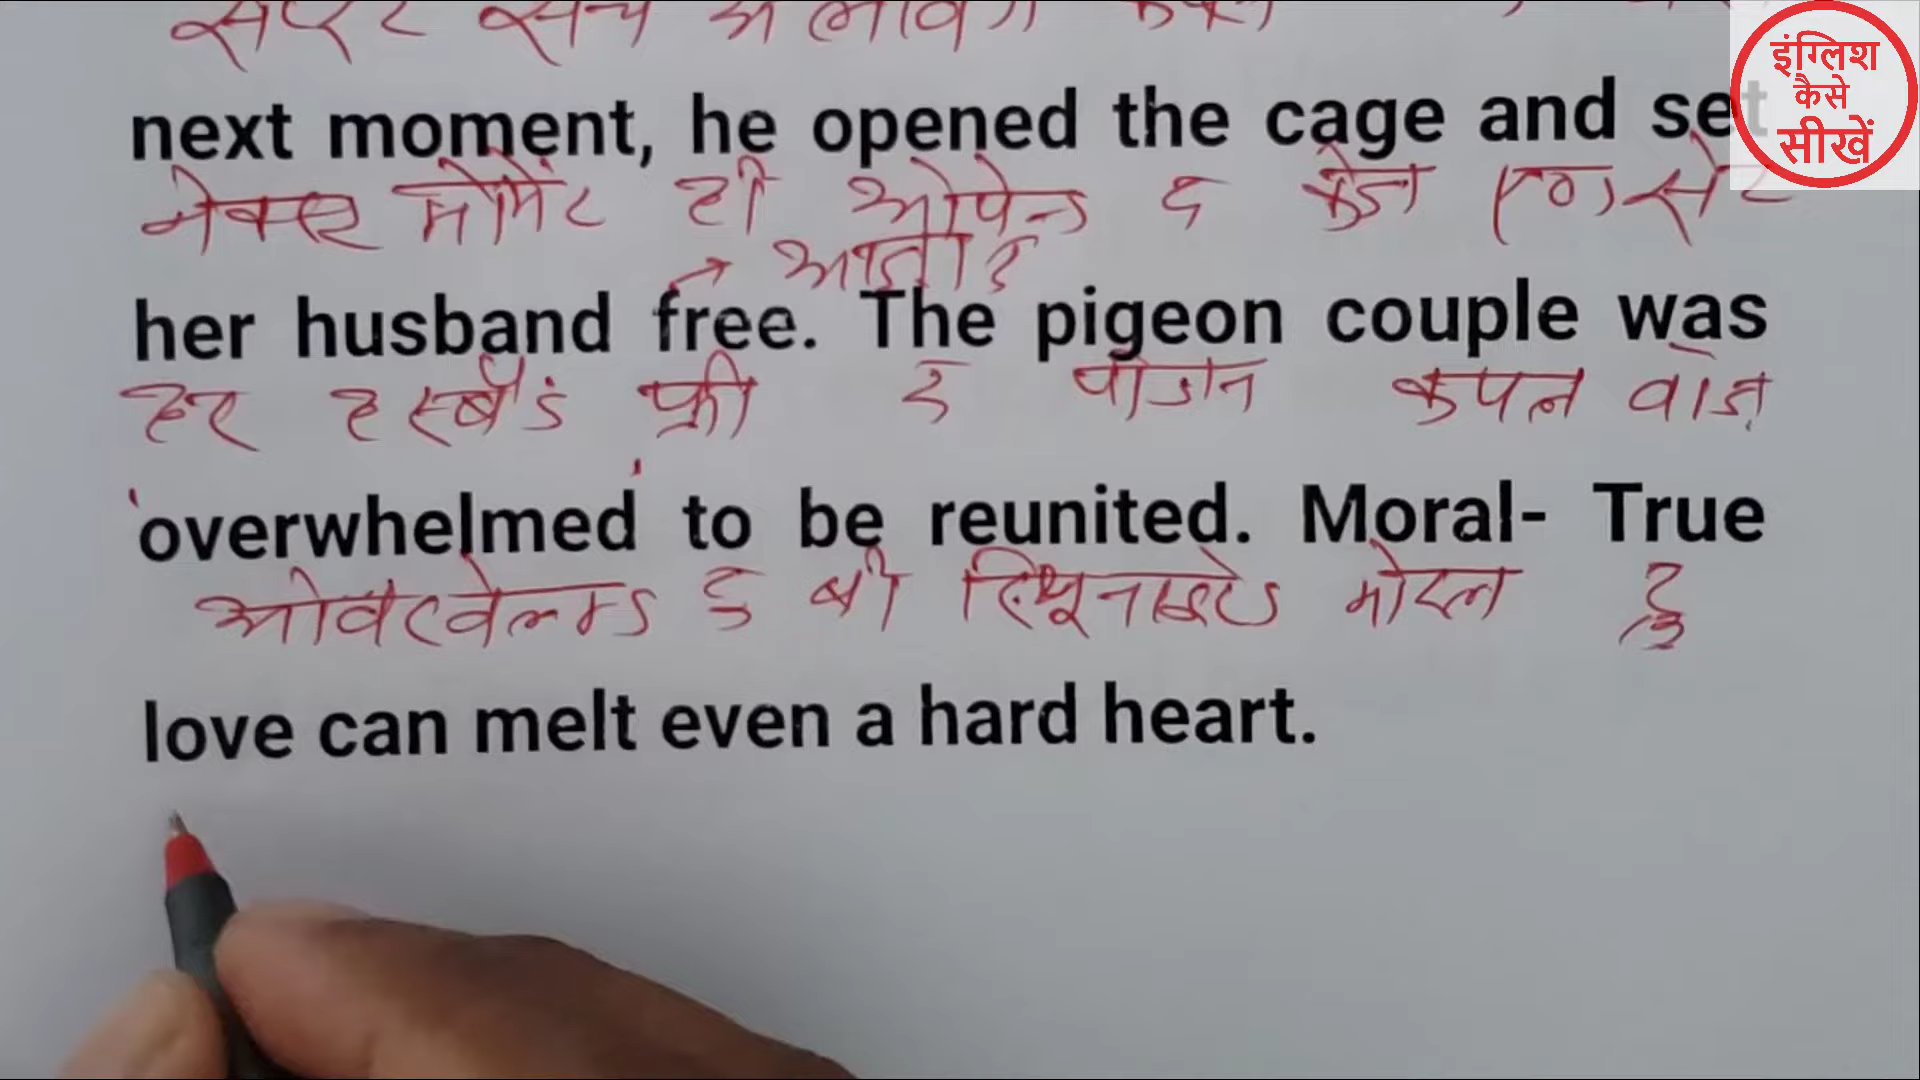 इंग्लिश
कैसे
सीखें
next moment, he opened the cage and set
नेक्स्ट मोमेंट ही ओपेन्ड द केज (एण्ड) सेट
→ आजाद
her husband free. The pigeon couple was
हर हस्बैंड फ्री द पीजन कपल वॉज
overwhelmed to be reunited. Moral- True
ओवरवेल्म्ड टु बी रियूनाइटेड मोरल ट्रु
love can melt even a hard heart.